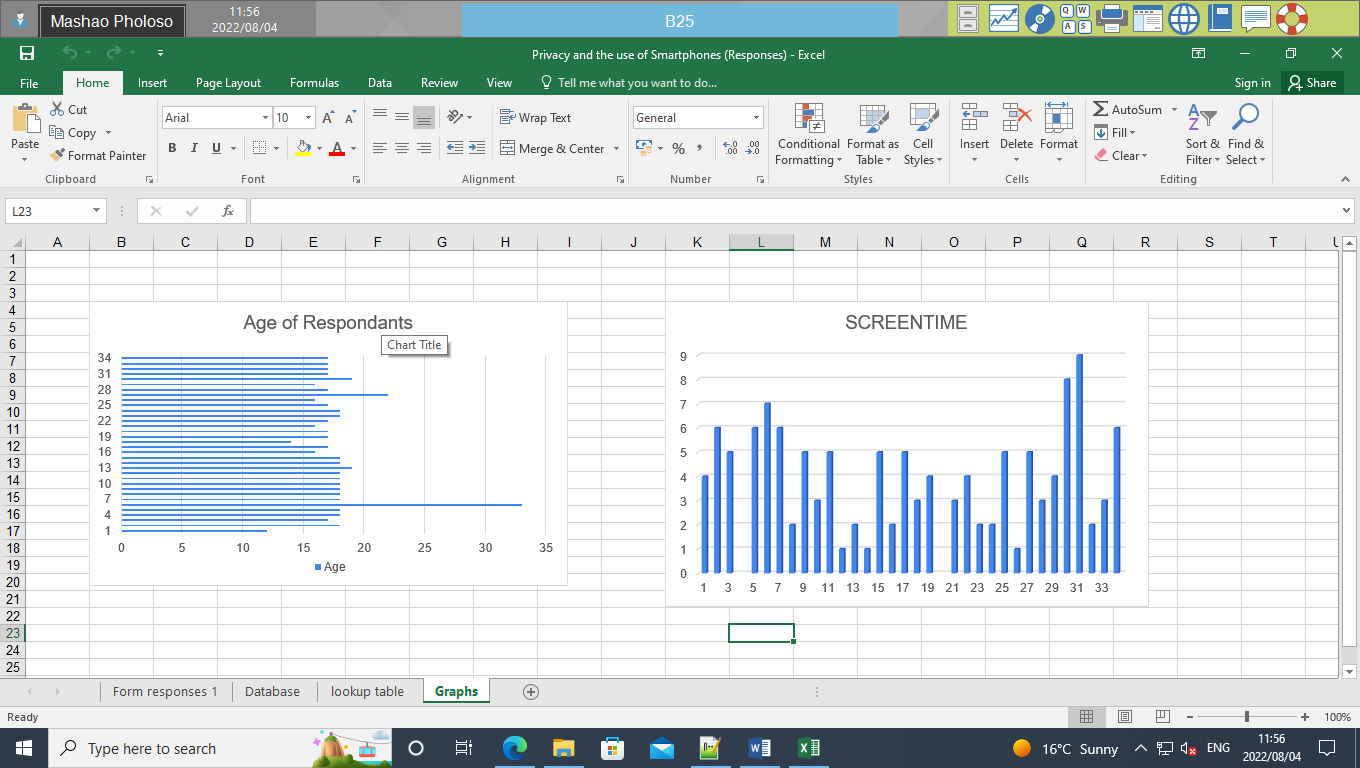 Mashao Pholoso
11:56
2022/08/04
B25
Q W
A S
Privacy and the use of Smartphones (Responses) - Excel
File Home Insert Page Layout Formulas Data Review View Tell me what you want to do... Sign in Share
Paste
Cut
Copy
Format Painter
Clipboard
Arial 10
B I U
Font
Wrap Text
Merge & Center
Alignment
General
Number
Conditional Formatting
Format as Table
Cell Styles
Styles
Insert Delete Format
Cells
AutoSum
Fill
Clear
Sort & Filter
Find & Select
Editing
L23
fx
A B C D E F G H I J K L M N O P Q R S T U
1
2
3
4
5
6
7
8
9
10
11
12
13
14
15
16
17
18
19
20
21
22
23
24
25
Age of Respondants
Chart Title
34
31
28
25
22
19
16
13
10
7
4
1
0 5 10 15 20 25 30 35
Age
SCREENTIME
9
8
7
6
5
4
3
2
1
0
1 3 5 7 9 11 13 15 17 19 21 23 25 27 29 31 33
Form responses 1 Database lookup table Graphs
Ready
100%
Type here to search
16°C Sunny
ENG
11:56
2022/08/04